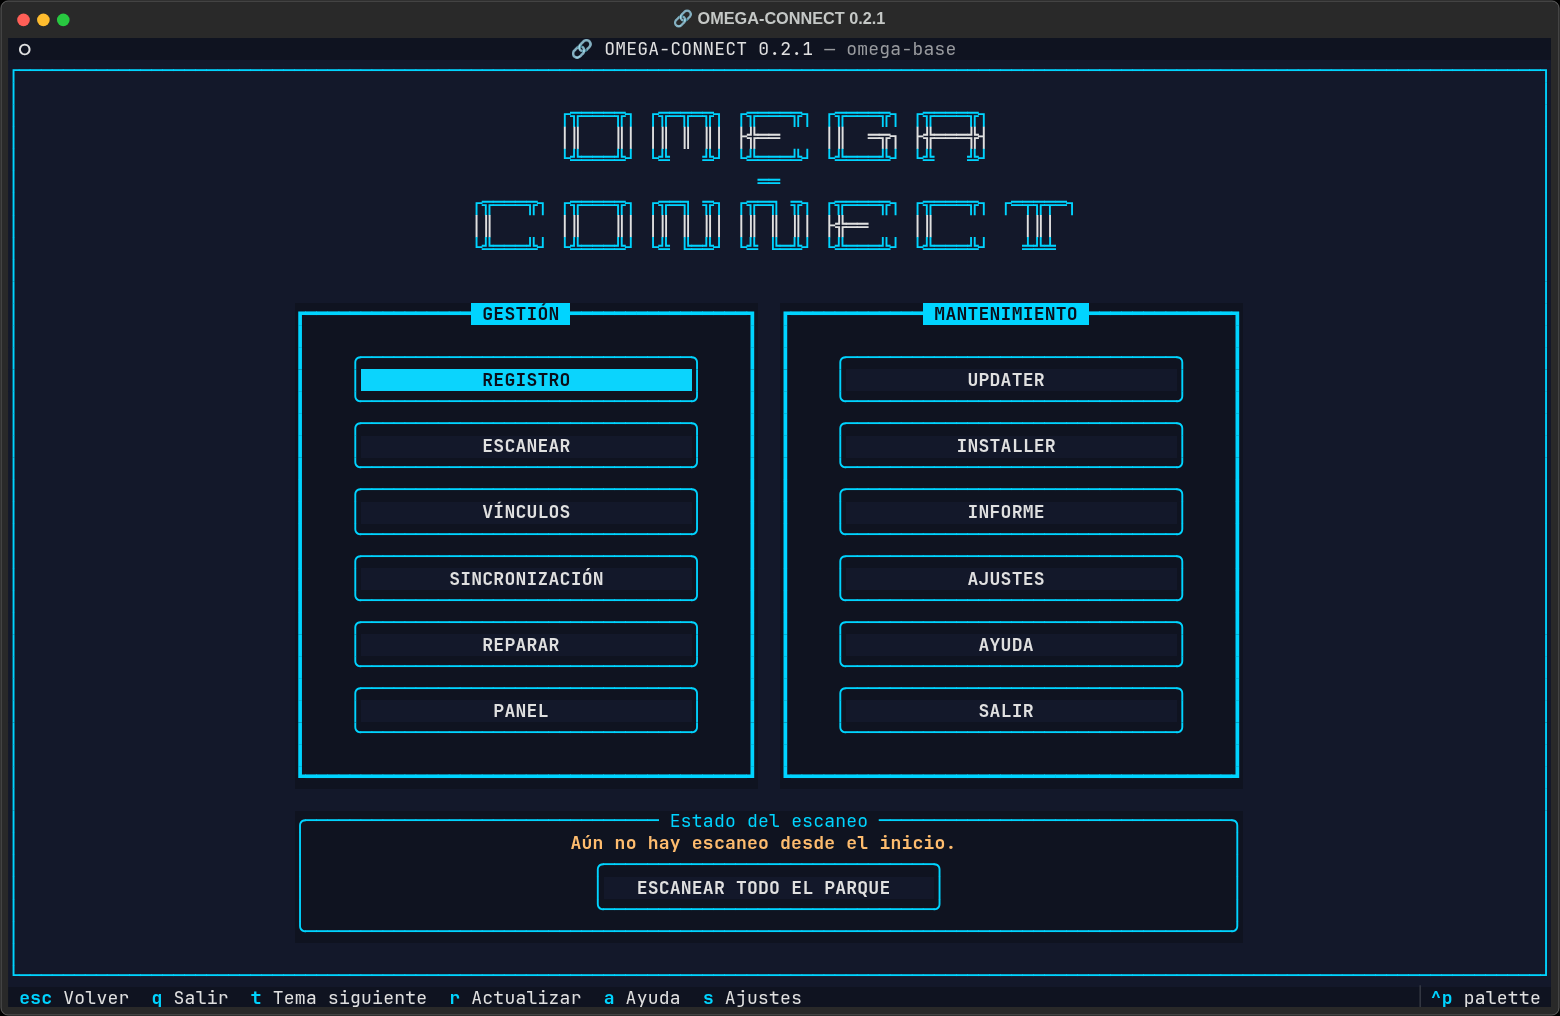 🔗 OMEGA-CONNECT 0.2.1
🔗 OMEGA-CONNECT 0.2.1 — omega-base
OMEGA
-
CONNECT
GESTIÓN
REGISTRO
ESCANEAR
VÍNCULOS
SINCRONIZACIÓN
REPARAR
PANEL
MANTENIMIENTO
UPDATER
INSTALLER
INFORME
AJUSTES
AYUDA
SALIR
Estado del escaneo
Aún no hay escaneo desde el inicio.
ESCANEAR TODO EL PARQUE
esc Volver q Salir t Tema siguiente r Actualizar a Ayuda s Ajustes ^p palette